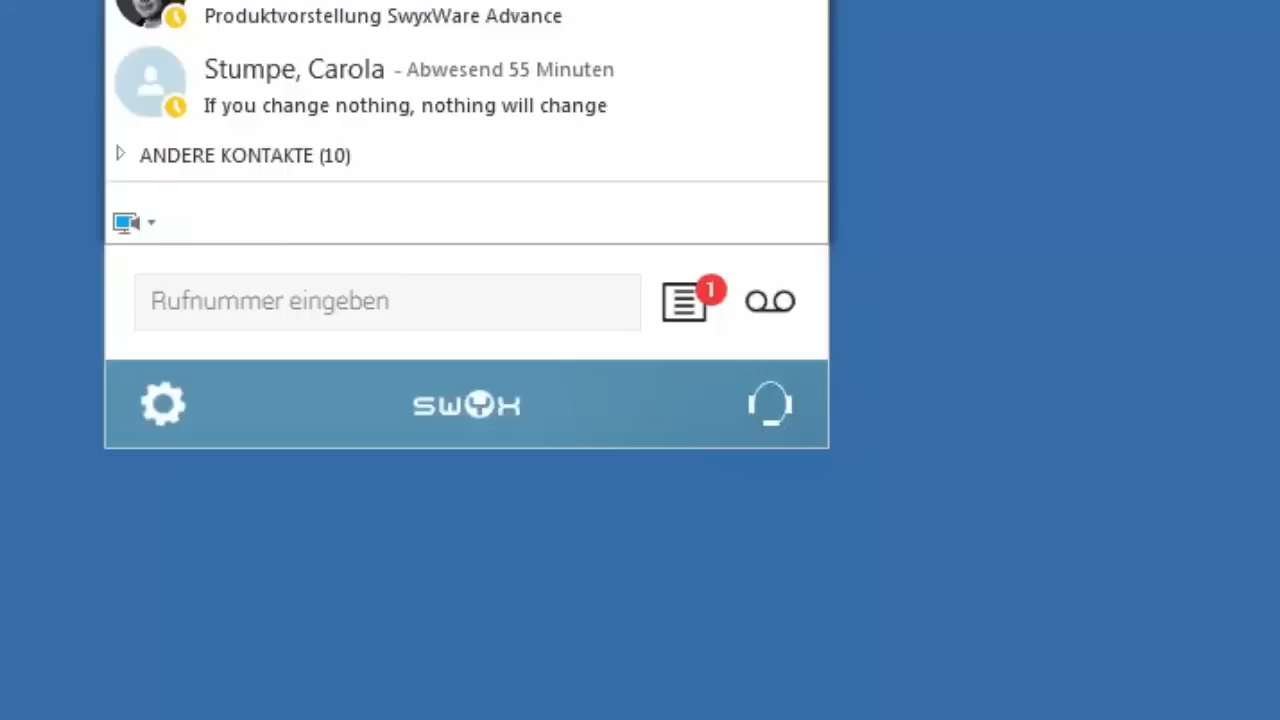 Produktvorstellung SwyxWare Advance
Stumpe, Carola - Abwesend 55 Minuten
If you change nothing, nothing will change
ANDERE KONTAKTE (10)
Rufnummer eingeben
1
swyx